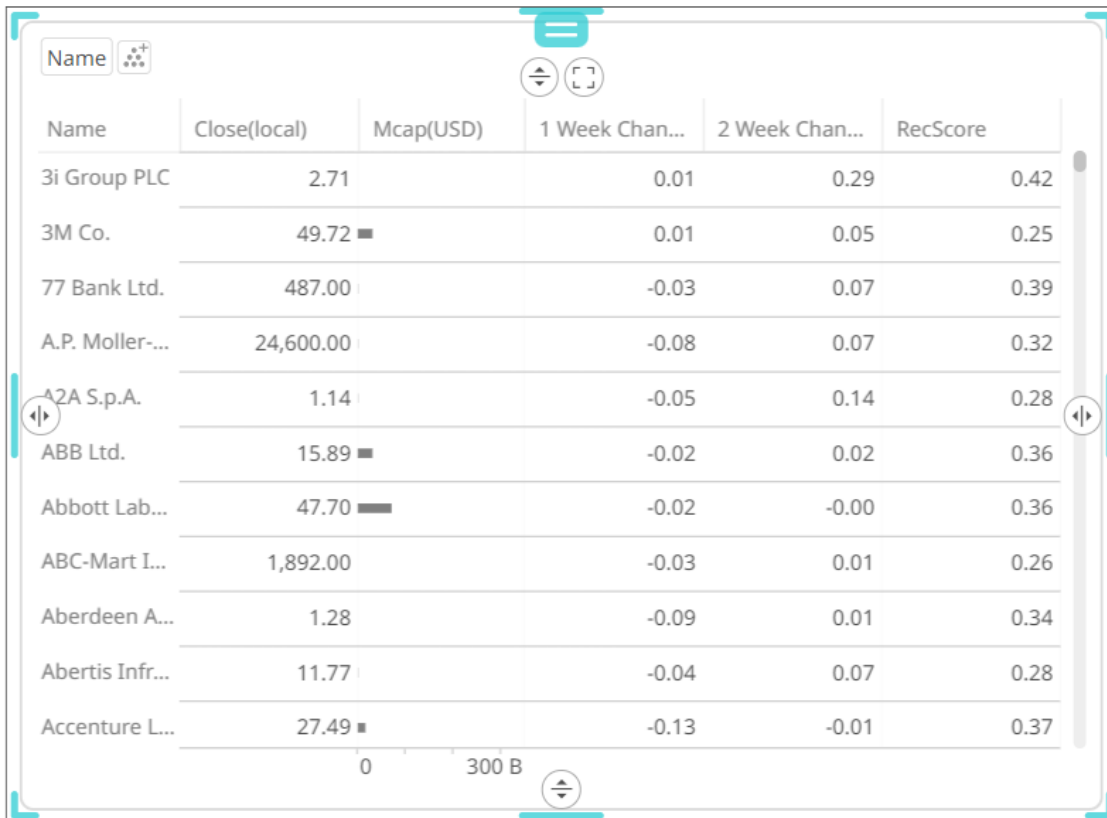 Name
Name Close(local) Mcap(USD) 1 Week Chan... 2 Week Chan... RecScore
3i Group PLC 2.71 0.01 0.29 0.42
3M Co. 49.72 0.01 0.05 0.25
77 Bank Ltd. 487.00 -0.03 0.07 0.39
A.P. Moller-... 24,600.00 -0.08 0.07 0.32
A2A S.p.A. 1.14 -0.05 0.14 0.28
ABB Ltd. 15.89 -0.02 0.02 0.36
Abbott Lab... 47.70 -0.02 -0.00 0.36
ABC-Mart I... 1,892.00 -0.03 0.01 0.26
Aberdeen A... 1.28 -0.09 0.01 0.34
Abertis Infr... 11.77 -0.04 0.07 0.28
Accenture L... 27.49 -0.13 -0.01 0.37
0 300 B